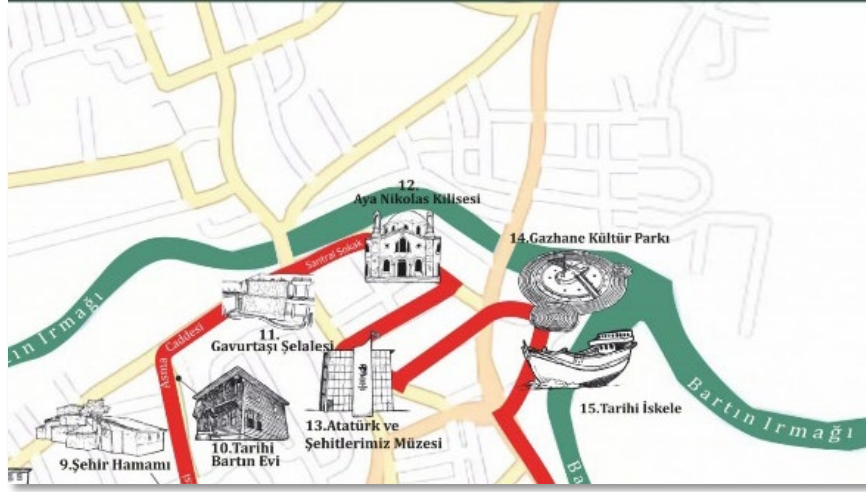 12.
Aya Nikolas Kilisesi
14.Gazhane Kültür Parkı
Santral Sokak
11.
Gavurtaşı Şelalesi
Asma Caddesi
Irmağı
13.Atatürk ve
Şehitlerimiz Müzesi
15.Tarihi İskele
Bartın Irmağı
10.Tarihi
Bartın Evi
9.Şehir Hamamı
Ba